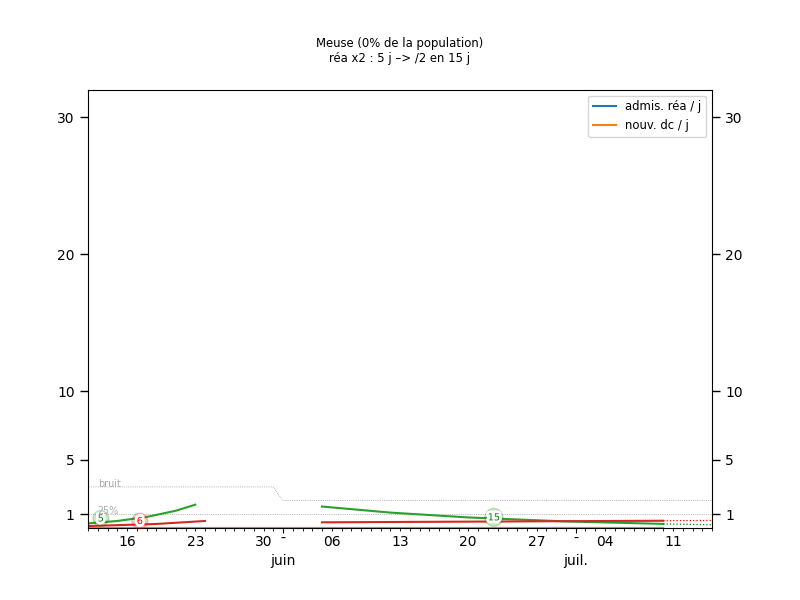 Meuse (0% de la population)
réa x2 : 5 j –> /2 en 15 j
admis. réa / j
nouv. dc / j
30 30
20 20
10 10
5 5
1 1
bruit
25%
5 6 15
16 23 30 - 06 13 20 27 - 04 11
juin juil.